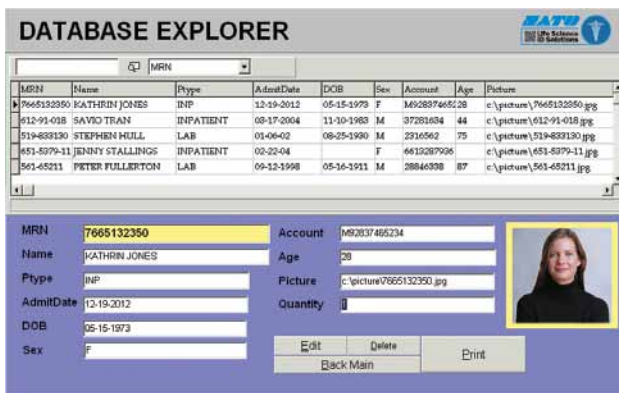 DATABASE EXPLORER
SATO
Life Science
ID Solutions
MRN
MRN Name Ptype AdmitDate DOB Sex Account Age Picture
7665132350 KATHRIN JONES INP 12-19-2012 05-15-1973 F M92837465 28 c:\picture\7665132350.jpg
612-91-018 SAVIO TRAN INPATIENT 03-17-2004 11-10-1983 M 37281634 44 c:\picture\612-91-018.jpg
519-833130 STEPHEN HULL LAB 01-06-02 08-25-1930 M 2316562 75 c:\picture\519-833130.jpg
651-5379-11 JENNY STALLINGS INPATIENT 02-22-04 F 6613287936 c:\picture\651-5379-11.jpg
561-65211 PETER FULLERTON LAB 09-12-1998 05-16-1911 M 28846338 87 c:\picture\561-65211.jpg
MRN 7665132350 Account M92837465234
Name KATHRIN JONES Age 28
Ptype INP Picture c:\picture\7665132350.jpg
AdmitDate 12-19-2012 Quantity 1
DOB 05-15-1973
Sex F
Edit Delete Print
Back Main